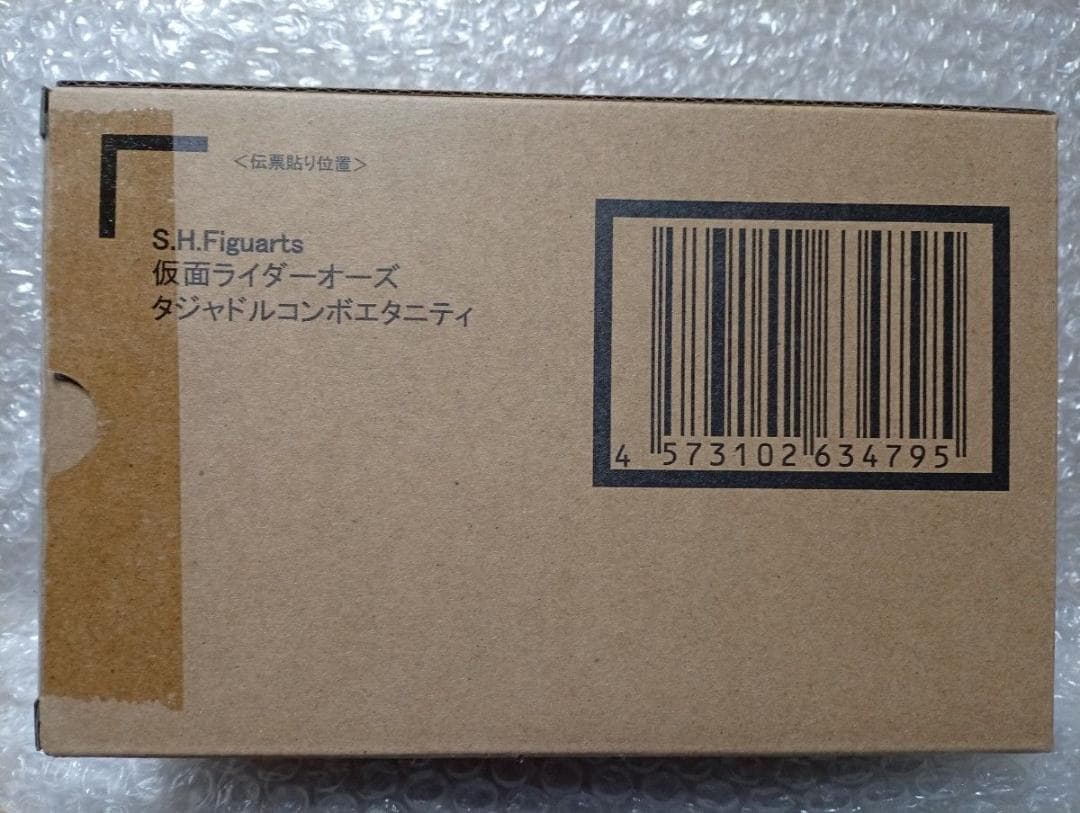 ＜伝票貼り位置＞
S.H.Figuarts
仮面ライダーオーズ
タジャドルコンボエタニティ
4 573102 634795